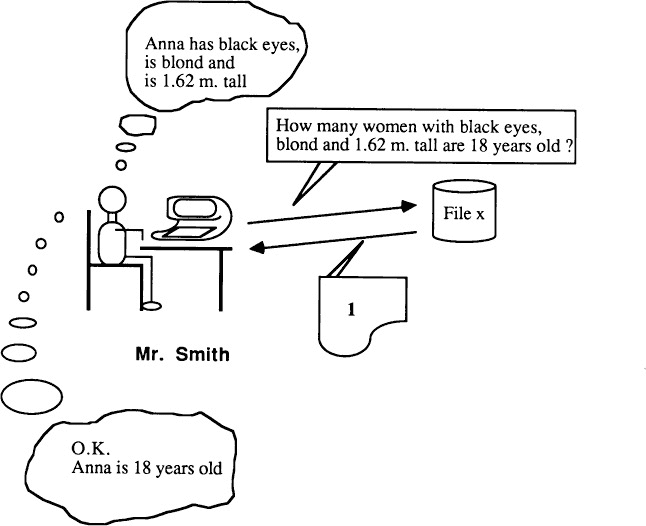 Anna has black eyes,
is blond and
is 1.62 m. tall
How many women with black eyes,
blond and 1.62 m. tall are 18 years old ?
File x
1
Mr. Smith
O.K.
Anna is 18 years old